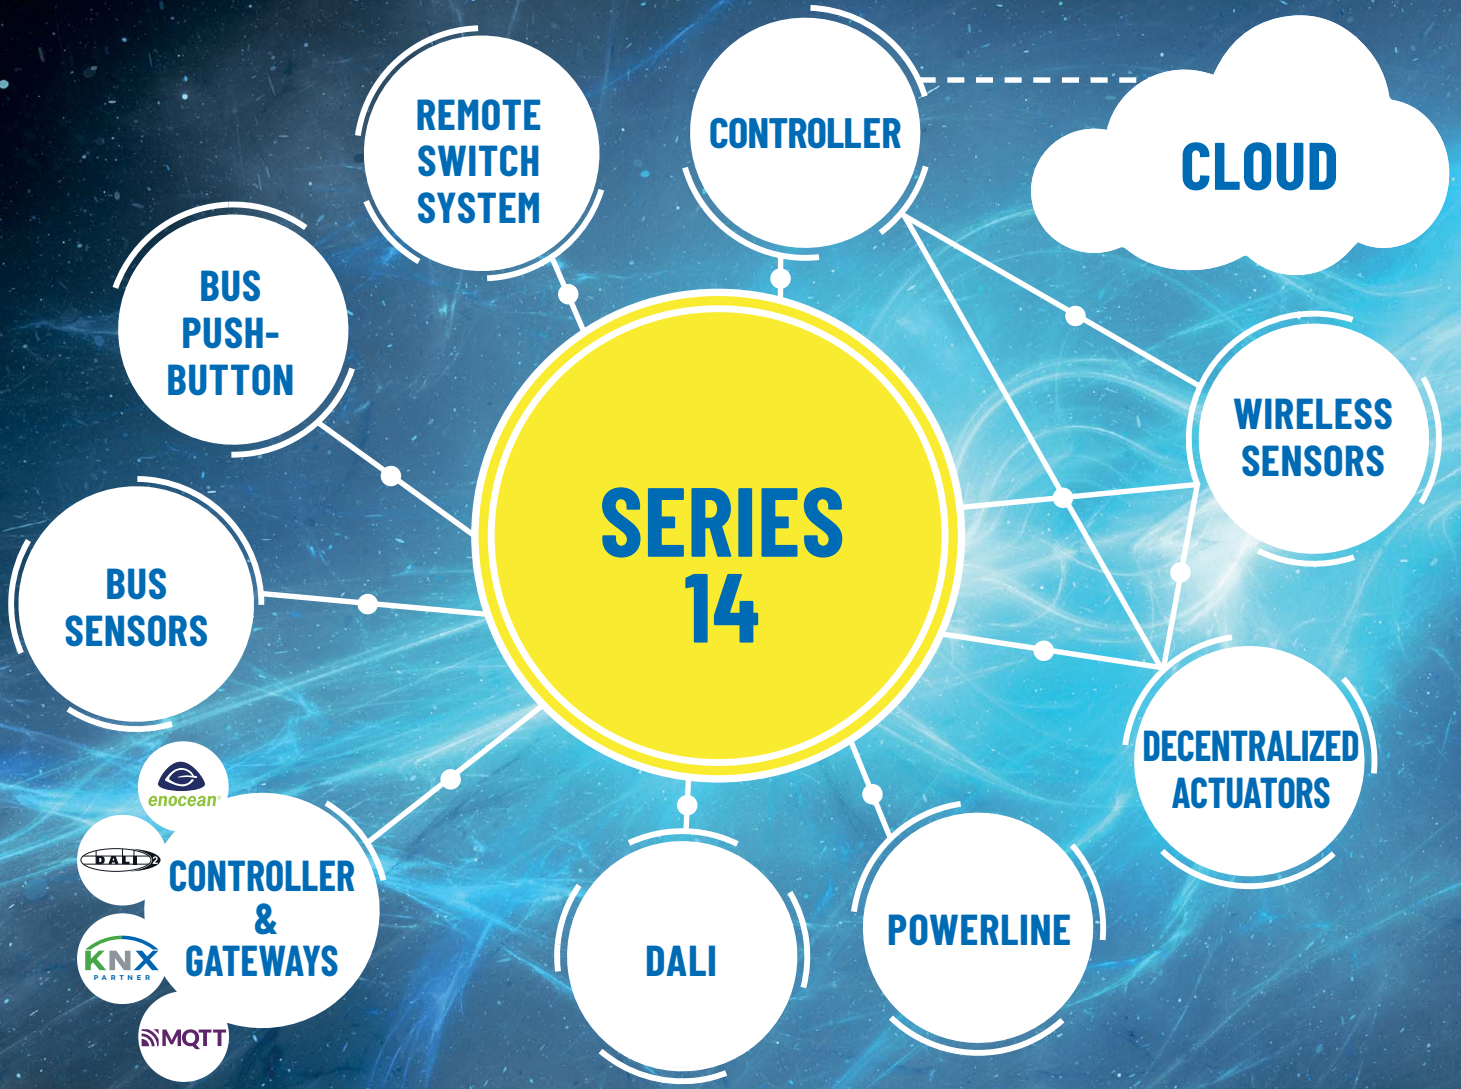 REMOTE
SWITCH
SYSTEM
CONTROLLER
CLOUD
BUS
PUSH-
BUTTON
WIRELESS
SENSORS
SERIES
14
BUS
SENSORS
DECENTRALIZED
ACTUATORS
enocean®
DALI 2
KNX
PARTNER
MQTT
CONTROLLER
&
GATEWAYS
DALI
POWERLINE